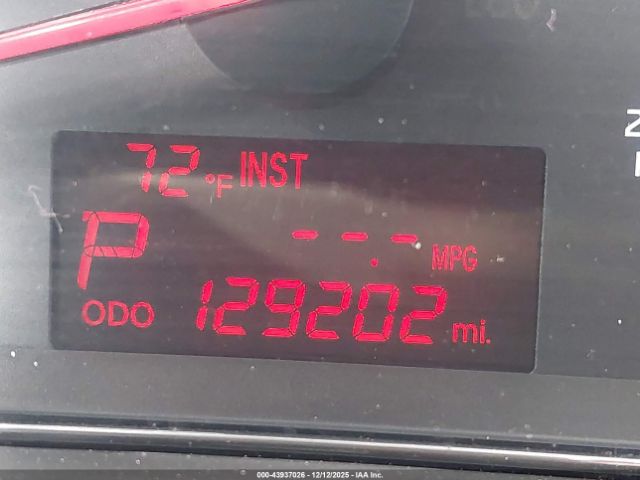 72°F INST
P --.- MPG
ODO 129202 mi.
000-43937026 | 12/12/2025 | IAA Inc.